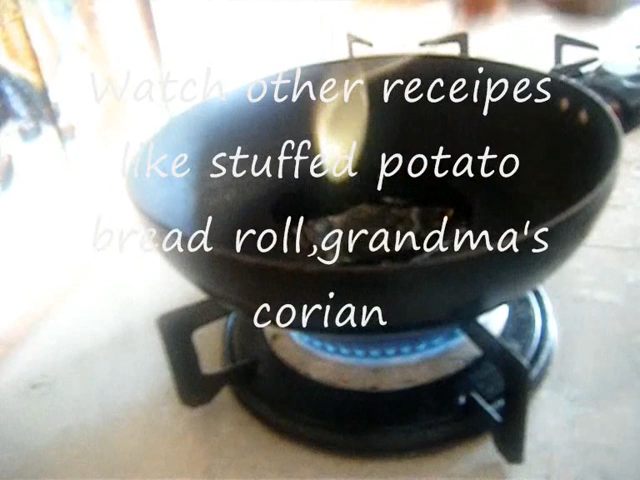 Watch other receipes
like stuffed potato
bread roll,grandma's
corian